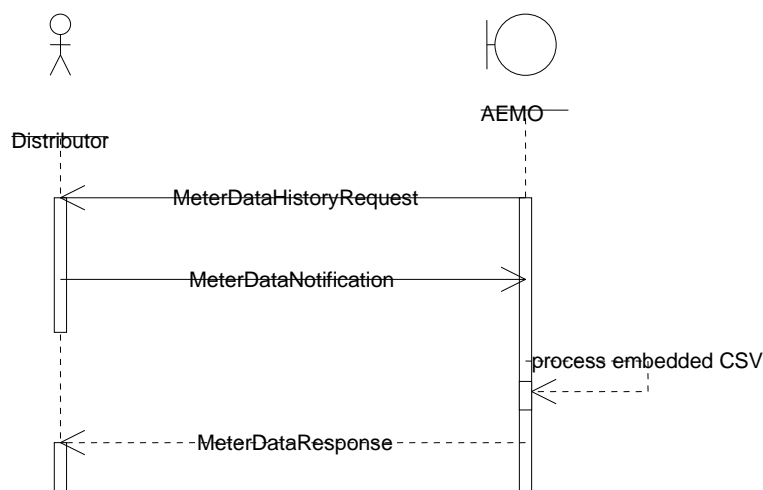 AEMO
Distributor
MeterDataHistoryRequest
MeterDataNotification
process embedded CSV
MeterDataResponse